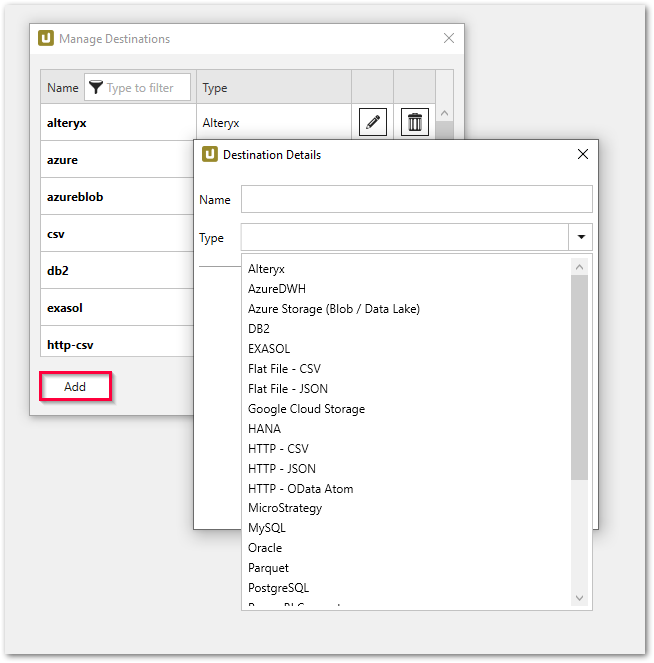 Manage Destinations
Name Type to filter Type
alteryx Alteryx
azure
azureblob
csv
db2
exasol
http-csv
Add
Destination Details
Name
Type
Alteryx
AzureDWH
Azure Storage (Blob / Data Lake)
DB2
EXASOL
Flat File - CSV
Flat File - JSON
Google Cloud Storage
HANA
HTTP - CSV
HTTP - JSON
HTTP - OData Atom
MicroStrategy
MySQL
Oracle
Parquet
PostgreSQL